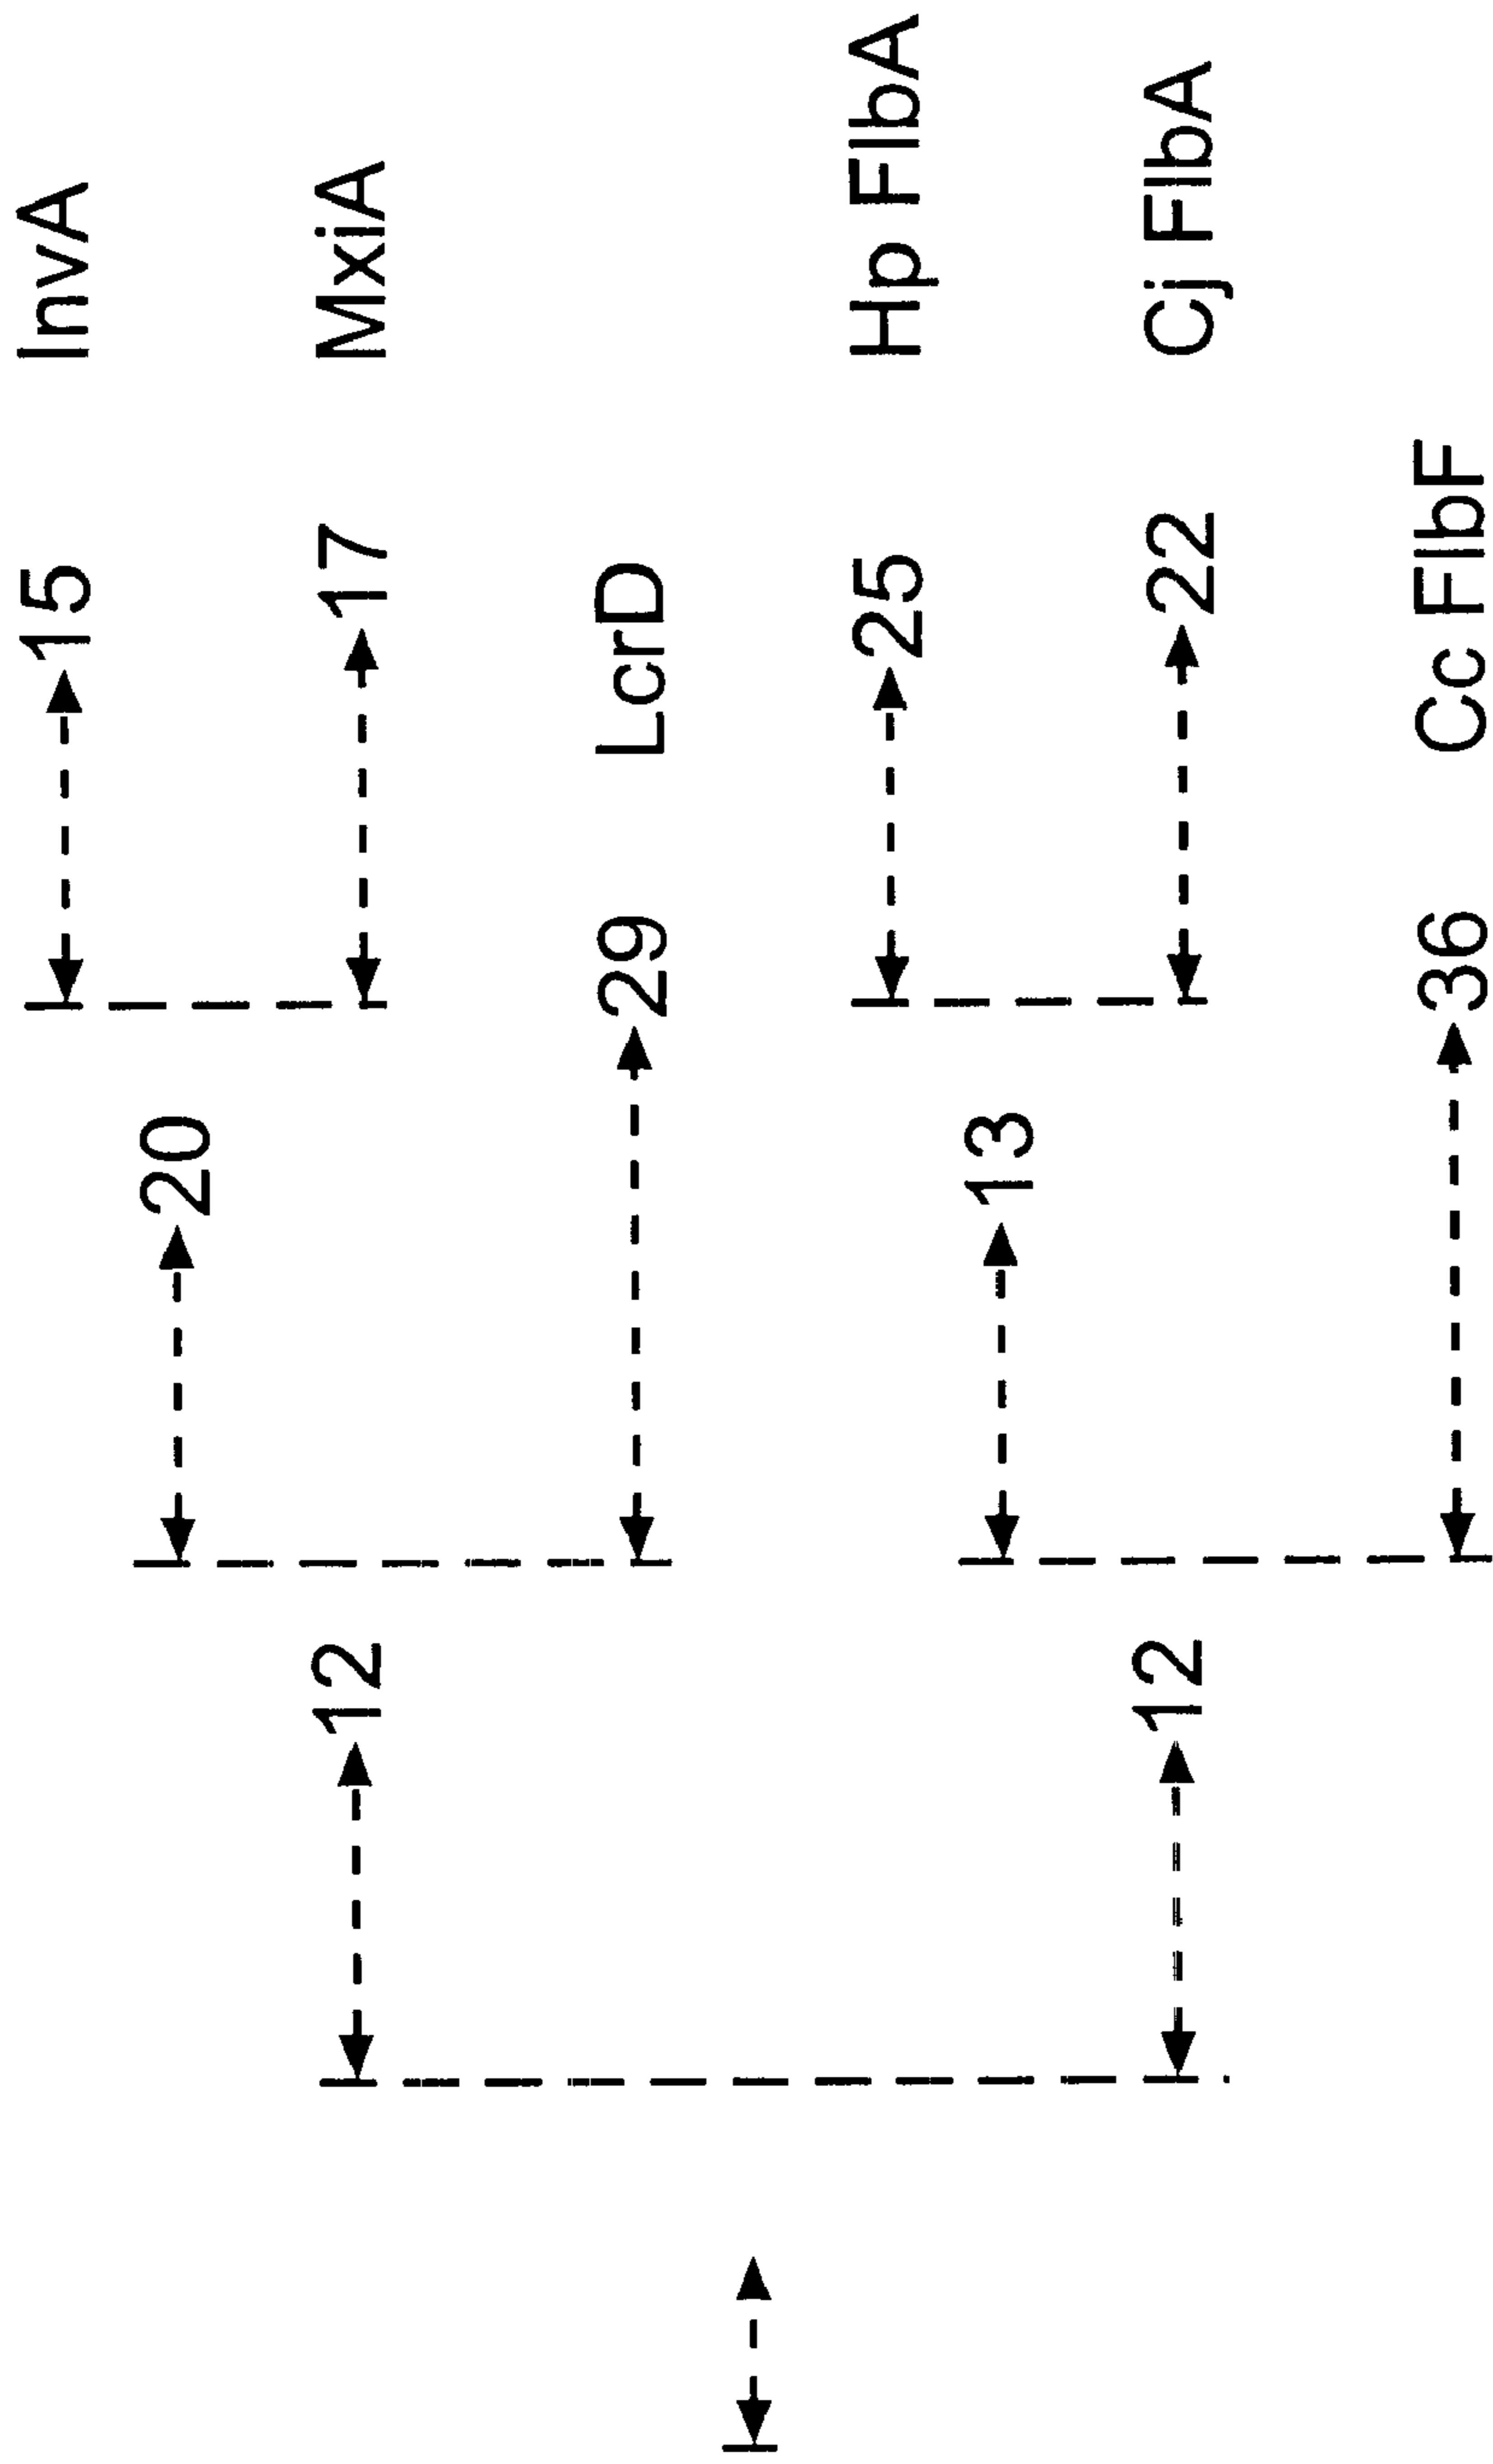 15 InvA
20
17 MxiA
12
29 LcrD
25 Hp FlbA
13
22 Cj FlbA
12
36 Cc FlbF